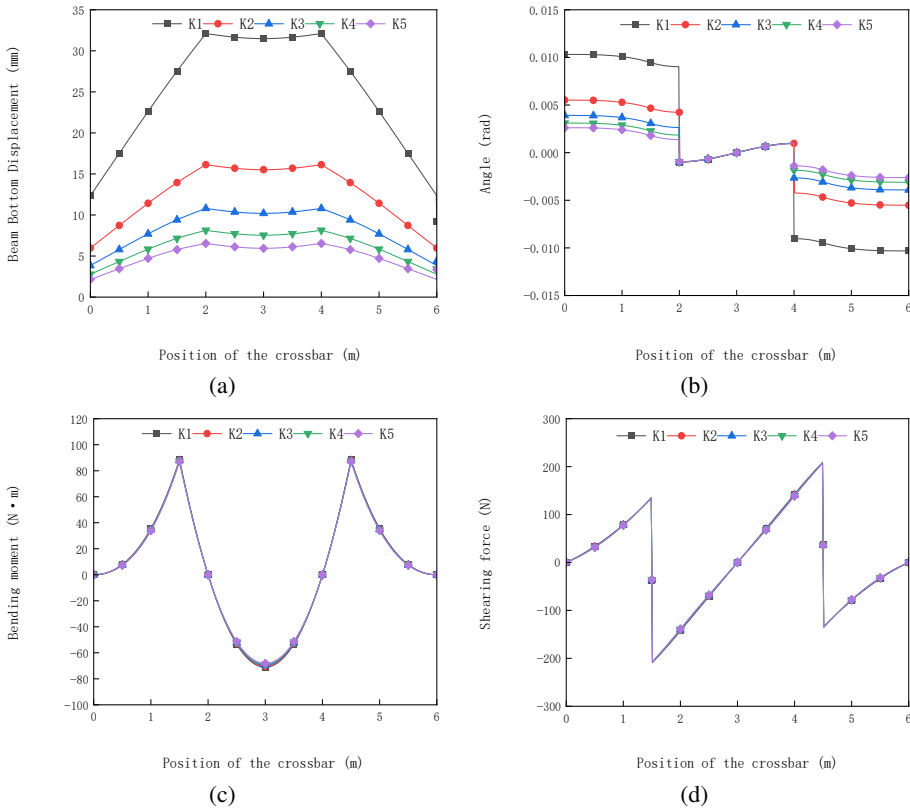 K1 K2 K3 K4 K5
35
30
25
20
15
10
5
0
0 1 2 3 4 5 6
Beam Bottom Displacement (mm)
Position of the crossbar (m)
(a)
K1 K2 K3 K4 K5
0.015
0.010
0.005
0.000
-0.005
-0.010
-0.015
0 1 2 3 4 5 6
Angle (rad)
Position of the crossbar (m)
(b)
K1 K2 K3 K4 K5
120
100
80
60
40
20
0
-20
-40
-60
-80
-100
0 1 2 3 4 5 6
Bending moment (N•m)
Position of the crossbar (m)
(c)
K1 K2 K3 K4 K5
300
200
100
0
-100
-200
-300
0 1 2 3 4 5 6
Shearing force (N)
Position of the crossbar (m)
(d)